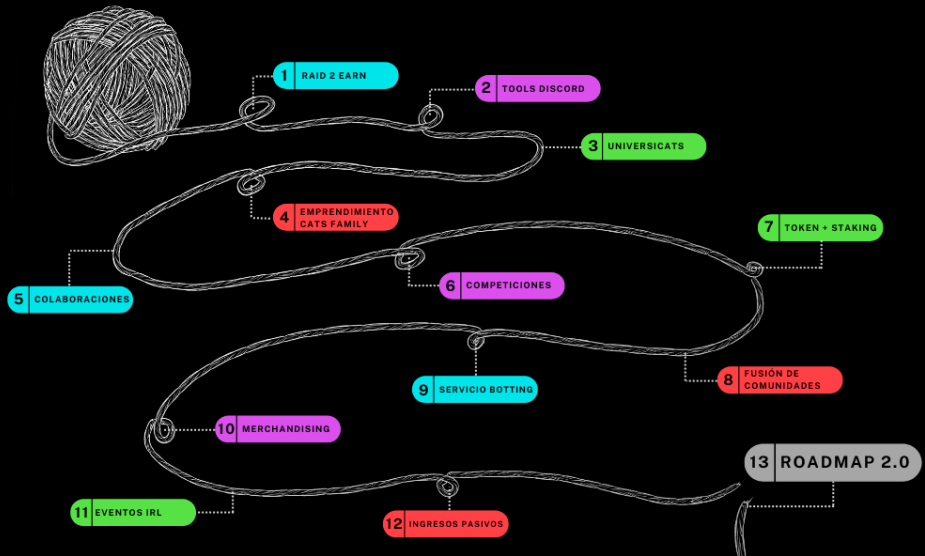 1 RAID 2 EARN
2 TOOLS DISCORD
3 UNIVERSICATS
4 EMPRENDIMIENTO
CATS FAMILY
5 COLABORACIONES
6 COMPETICIONES
7 TOKEN + STAKING
8 FUSIÓN DE
COMUNIDADES
9 SERVICIO BOTTING
10 MERCHANDISING
11 EVENTOS IRL
12 INGRESOS PASIVOS
13 ROADMAP 2.0